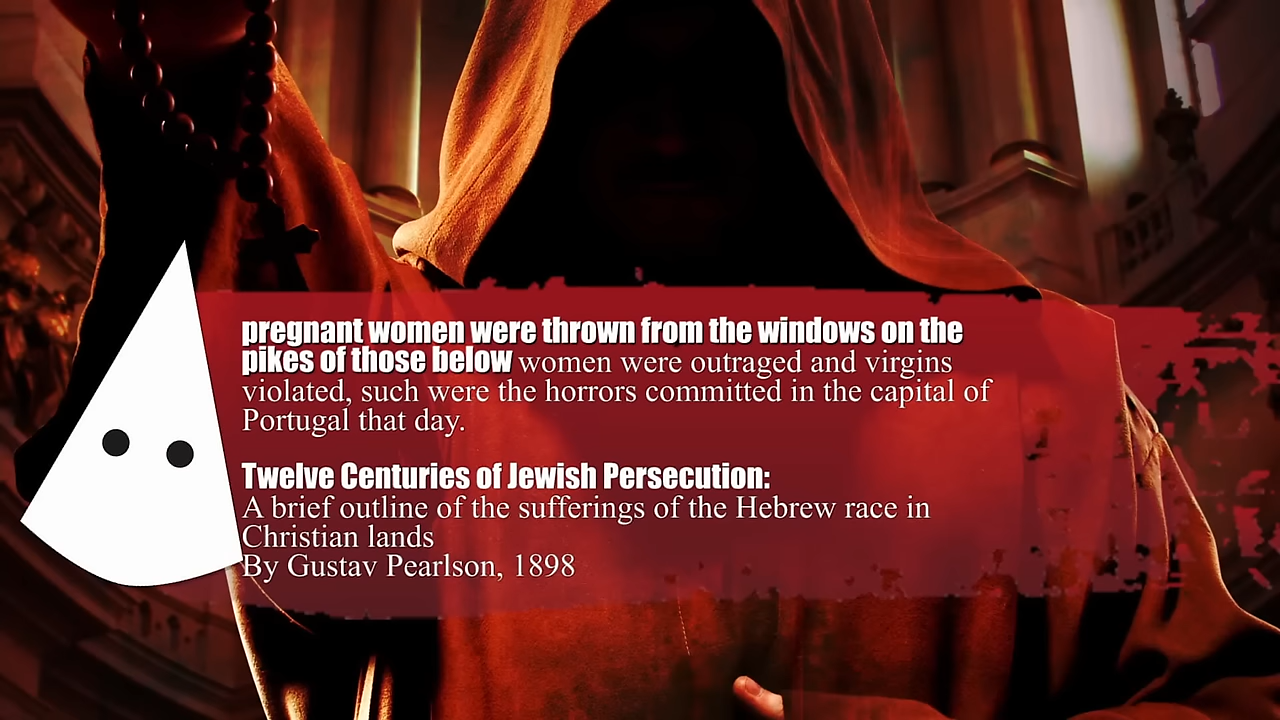 pregnant women were thrown from the windows on the
pikes of those below women were outraged and virgins
violated, such were the horrors committed in the capital of
Portugal that day.
Twelve Centuries of Jewish Persecution:
A brief outline of the sufferings of the Hebrew race in
Christian lands
By Gustav Pearlson, 1898